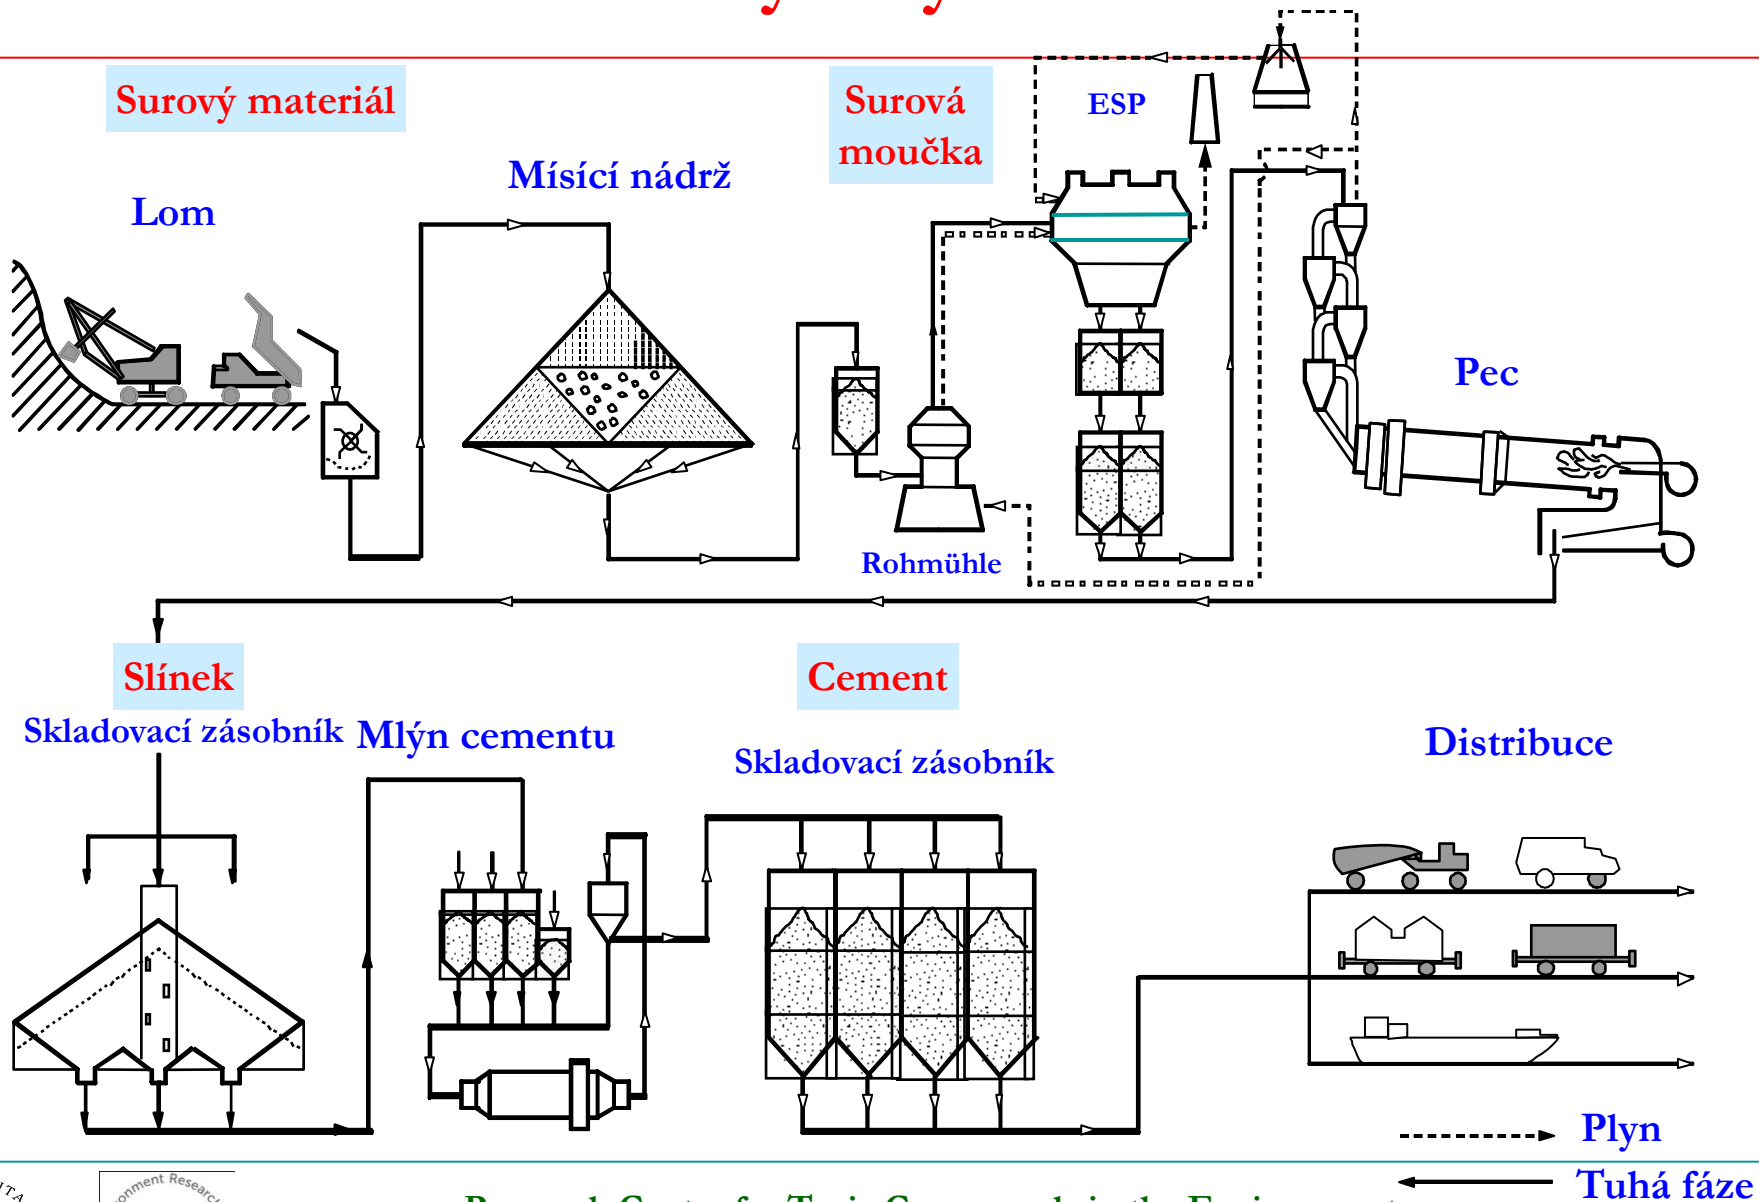 Surový materiál
Surová
moučka
ESP
Mísící nádrž
Lom
Pec
Rohmühle
Slínek
Cement
Skladovací zásobník
Mlýn cementu
Skladovací zásobník
Distribuce
Plyn
Tuhá fáze